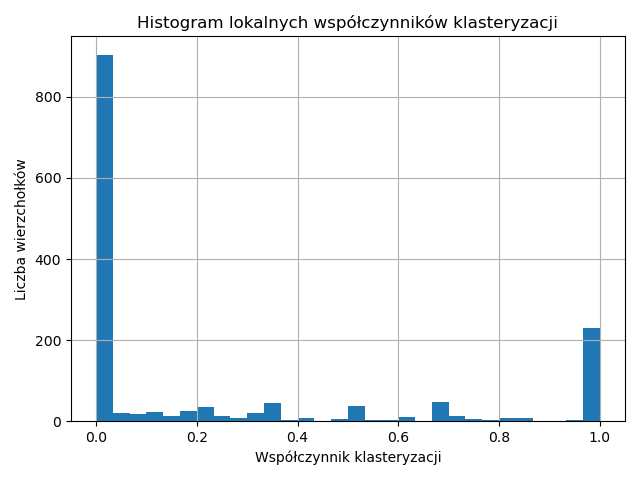 Histogram lokalnych współczynników klasteryzacji
Liczba wierzchołków
800
600
400
200
0
0.0 0.2 0.4 0.6 0.8 1.0
Współczynnik klasteryzacji